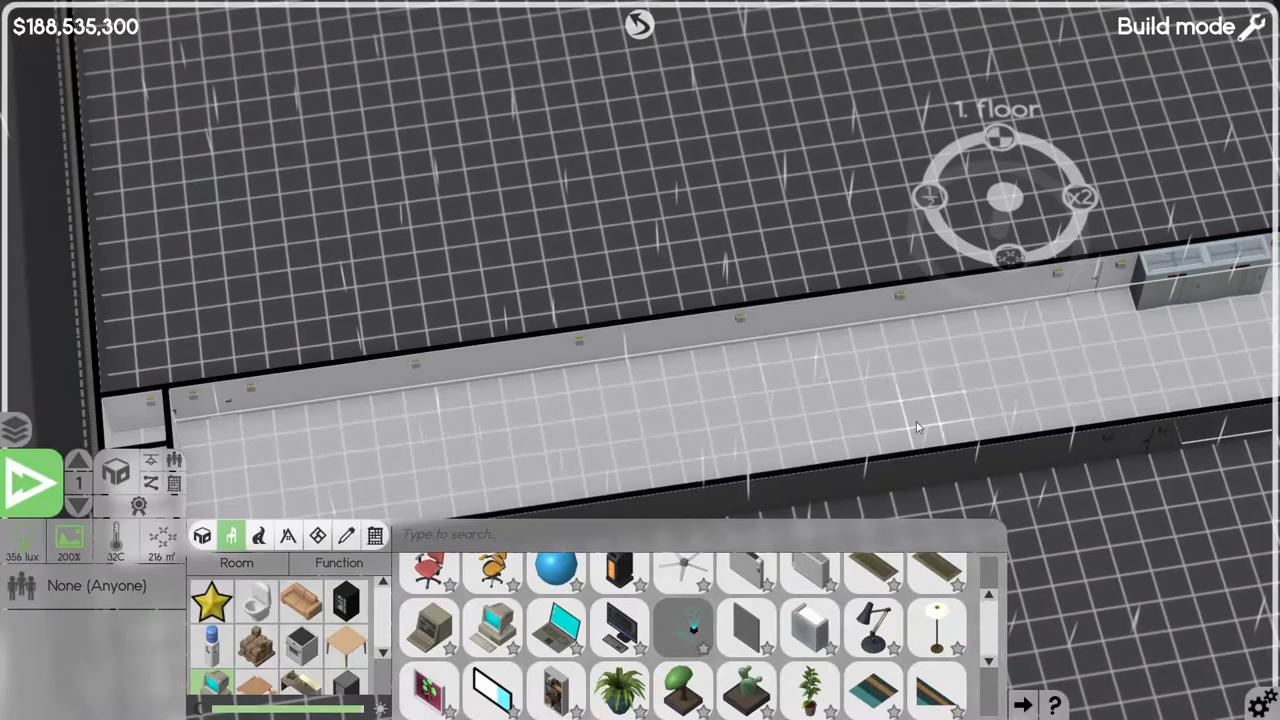 $188,535,300
Build mode
1. floor
x2
1
356 lux
200%
32C
216 m²
None (Anyone)
Type to search...
Room
Function
?